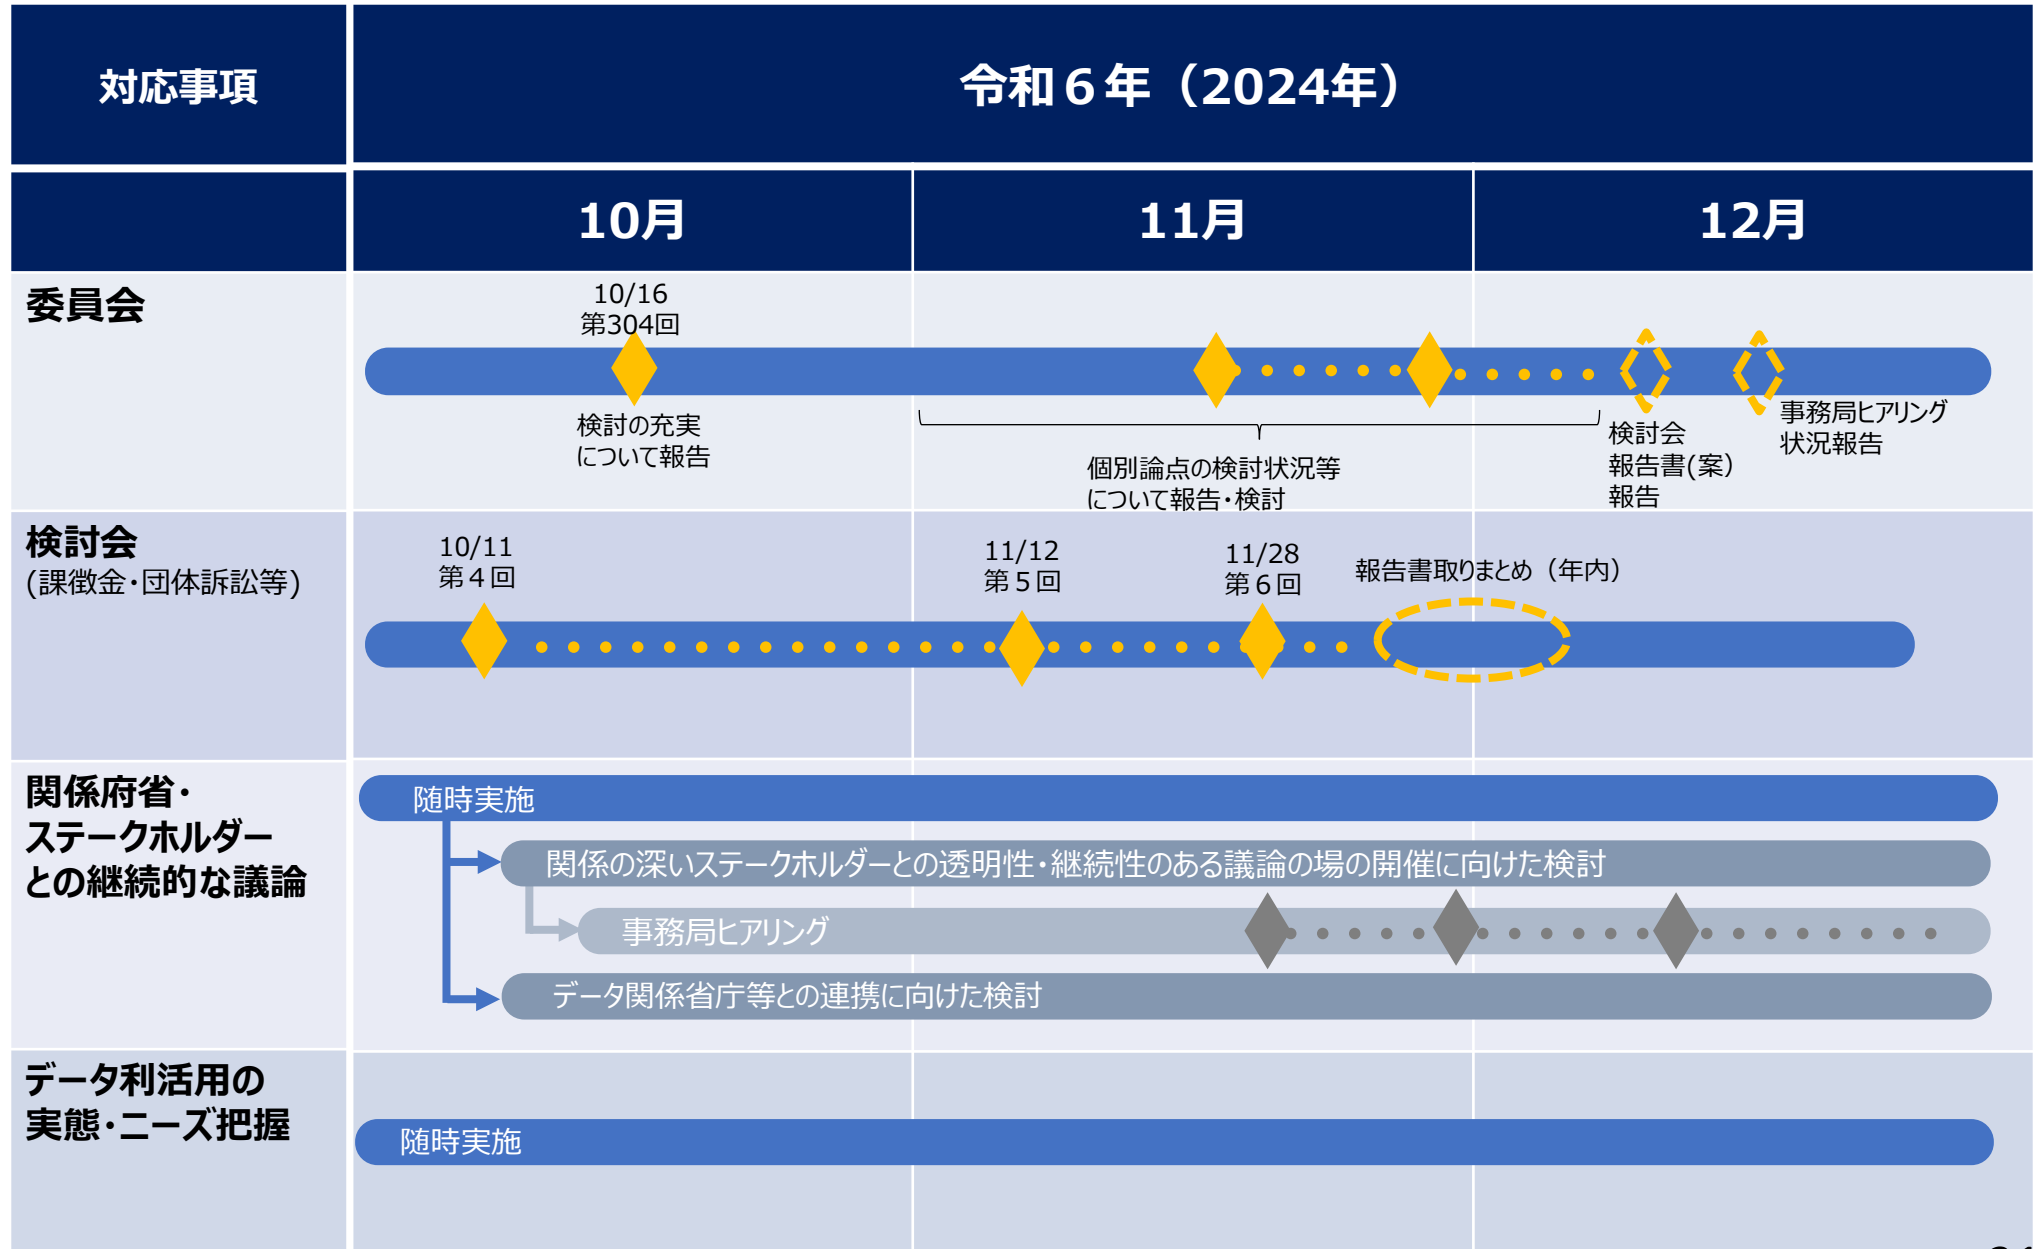 対応事項
令和６年（2024年）
10月
11月
12月
委員会
10/16
第304回
検討の充実
について報告
個別論点の検討状況等
について報告・検討
検討会
報告書(案）
報告
事務局ヒアリング
状況報告
検討会
(課徴金・団体訴訟等)
10/11
第４回
11/12
第５回
11/28
第６回
報告書取りまとめ（年内）
関係府省・
ステークホルダー
との継続的な議論
随時実施
関係の深いステークホルダーとの透明性・継続性のある議論の場の開催に向けた検討
事務局ヒアリング
データ関係省庁等との連携に向けた検討
データ利活用の
実態・ニーズ把握
随時実施